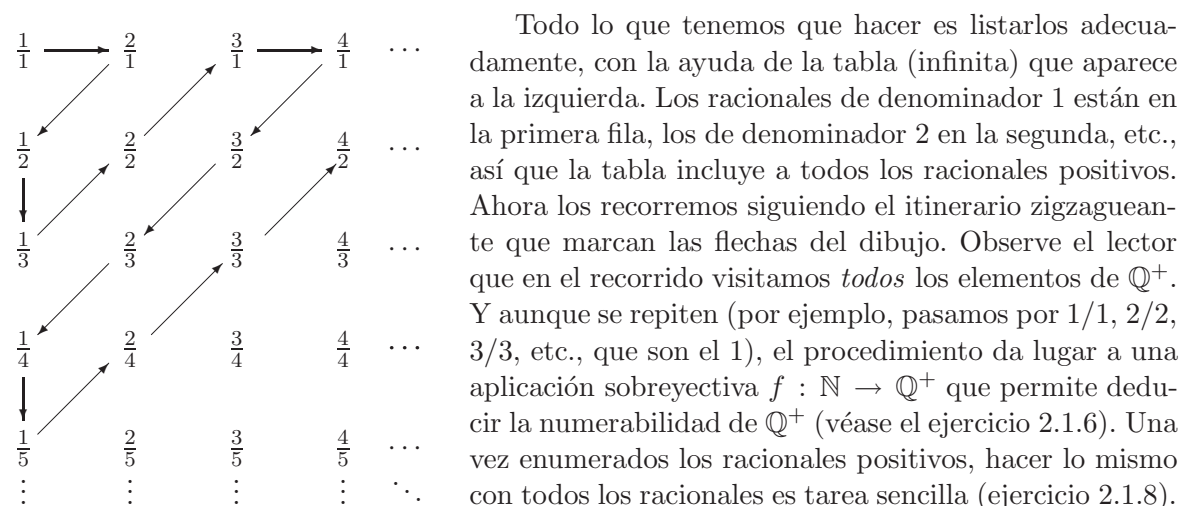 1/1 2/1 3/1 4/1 ⋯
1/2 2/2 3/2 4/2 ⋯
1/3 2/3 3/3 4/3 ⋯
1/4 2/4 3/4 4/4 ⋯
1/5 2/5 3/5 4/5 ⋯
⋮ ⋮ ⋮ ⋮ ⋱
Todo lo que tenemos que hacer es listarlos adecua-
damente, con la ayuda de la tabla (infinita) que aparece
a la izquierda. Los racionales de denominador 1 están en
la primera fila, los de denominador 2 en la segunda, etc.,
así que la tabla incluye a todos los racionales positivos.
Ahora los recorremos siguiendo el itinerario zigzaguean-
te que marcan las flechas del dibujo. Observe el lector
que en el recorrido visitamos todos los elementos de ℚ⁺.
Y aunque se repiten (por ejemplo, pasamos por 1/1, 2/2,
3/3, etc., que son el 1), el procedimiento da lugar a una
aplicación sobreyectiva f : ℕ → ℚ⁺ que permite dedu-
cir la numerabilidad de ℚ⁺ (véase el ejercicio 2.1.6). Una
vez enumerados los racionales positivos, hacer lo mismo
con todos los racionales es tarea sencilla (ejercicio 2.1.8).